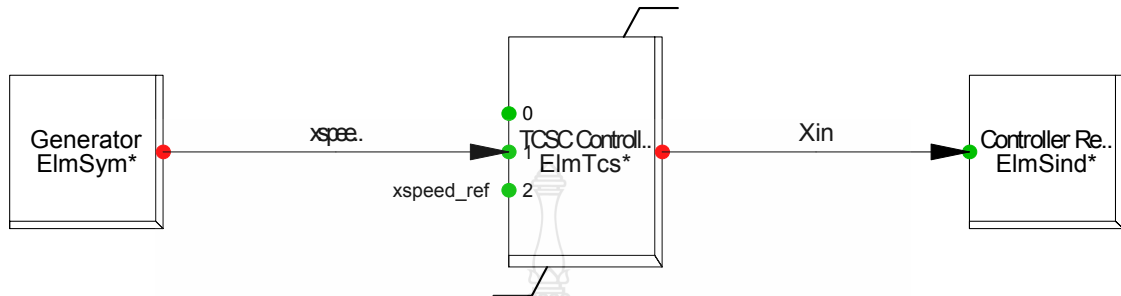 Generator
ElmSym*
xspee..
0
1
2
xspeed_ref
TCSC Controll..
ElmTcs*
Xin
Controller Re..
ElmSind*